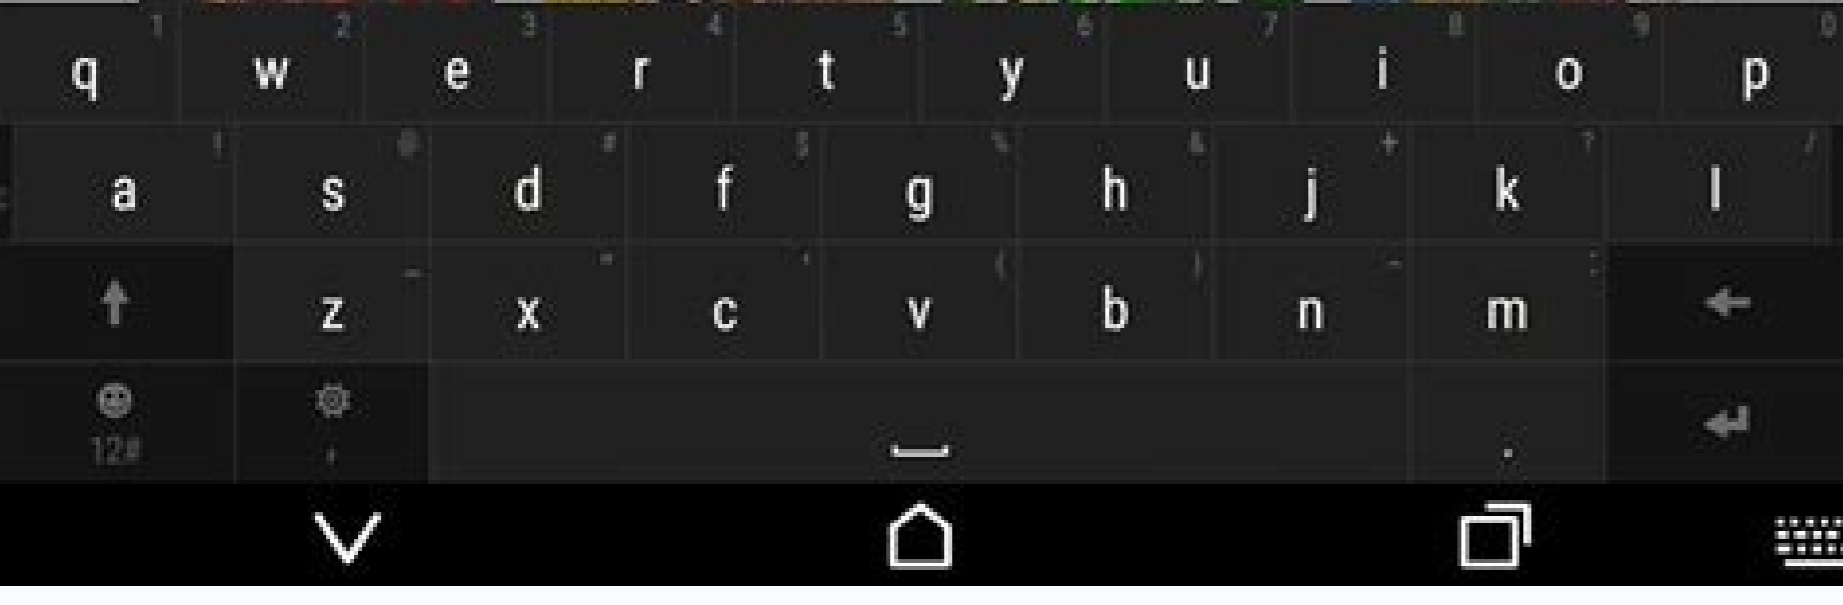 1 2 3 4 5 6 7 8 9 0
q w e r t y u i o p
! @ # $ % & + ? /
a s d f g h j k l
_ " ' ( ) - :
z x c v b n m
12# , .